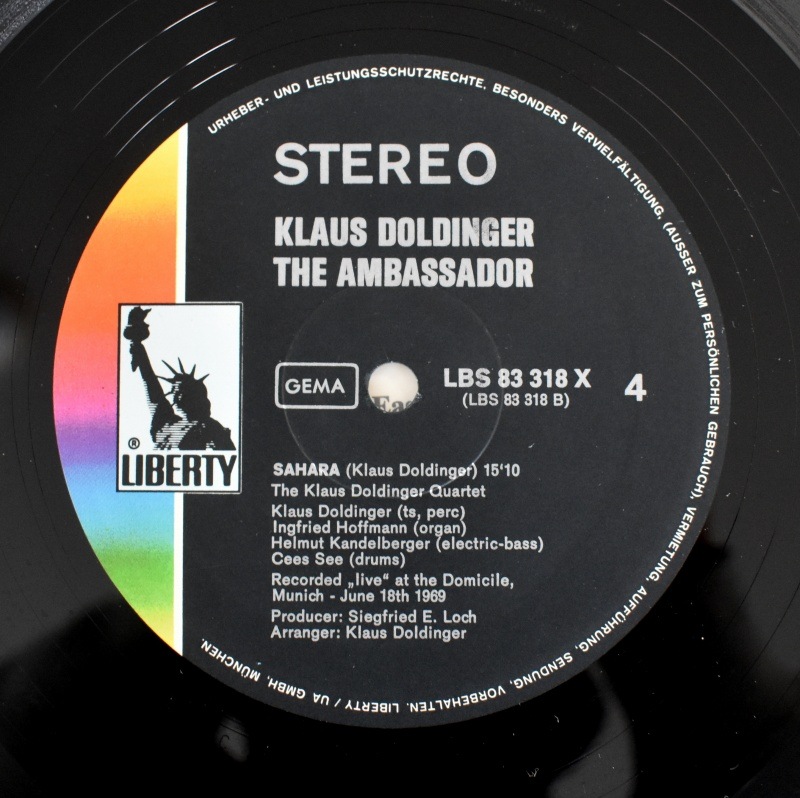 URHEBER- UND LEISTUNGSSCHUTZRECHTE, BESONDERS VERVIELFÄLTIGUNG, (AUSSER ZUM PERSÖNLICHEN GEBRAUCH), VERMIETUNG, AUFFÜHRUNG, SENDUNG, VORBEHALTEN. LIBERTY / UA GMBH, MÜNCHEN.
STEREO
KLAUS DOLDINGER
THE AMBASSADOR
GEMA
LBS 83 318 X
(LBS 83 318 B)
4
®
LIBERTY
SAHARA (Klaus Doldinger) 15'10
The Klaus Doldinger Quartet
Klaus Doldinger (ts, perc)
Ingfried Hoffmann (organ)
Helmut Kandelberger (electric-bass)
Cees See (drums)
Recorded „live“ at the Domicile,
Munich - June 18th 1969
Producer: Siegfried E. Loch
Arranger: Klaus Doldinger